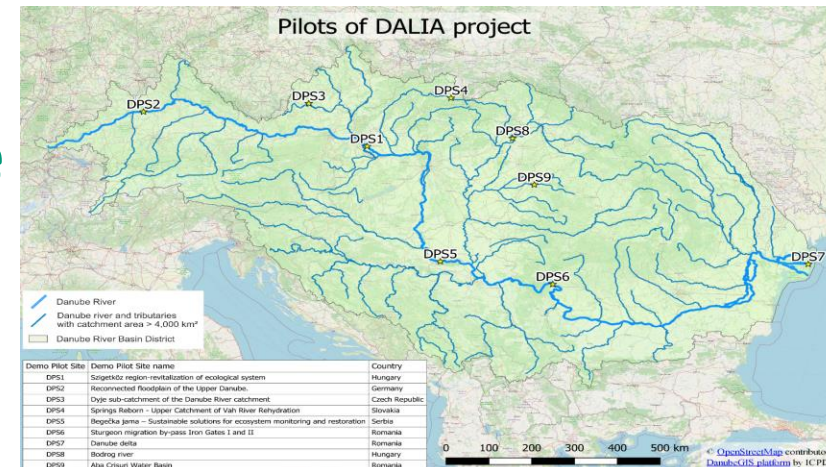 Pilots of DALIA project
DPS2
DPS3
DPS4
DPS1
DPS8
DPS9
DPS5
DPS6
DPS7
Danube River
Danube river and tributaries
with catchment area > 4,000 km²
Danube River Basin District
Demo Pilot Site Demo Pilot Site name Country
DPS1 Szigetköz region-revitalization of ecological system Hungary
DPS2 Reconnected floodplain of the Upper Danube. Germany
DPS3 Dyje sub-catchment of the Danube River catchment Czech Republic
DPS4 Springs Reborn - Upper Catchment of Vah River Rehydration Slovakia
DPS5 Begečka jama – Sustainable solutions for ecosystem monitoring and restoration Serbia
DPS6 Sturgeon migration by-pass Iron Gates I and II Romania
DPS7 Danube delta Romania
DPS8 Bodrog river Hungary
DPS9 Aba Crisuri Water Basin Romania
0 100 200 300 400 500 km
© OpenStreetMap contributo
DanubeGIS platform by ICPD